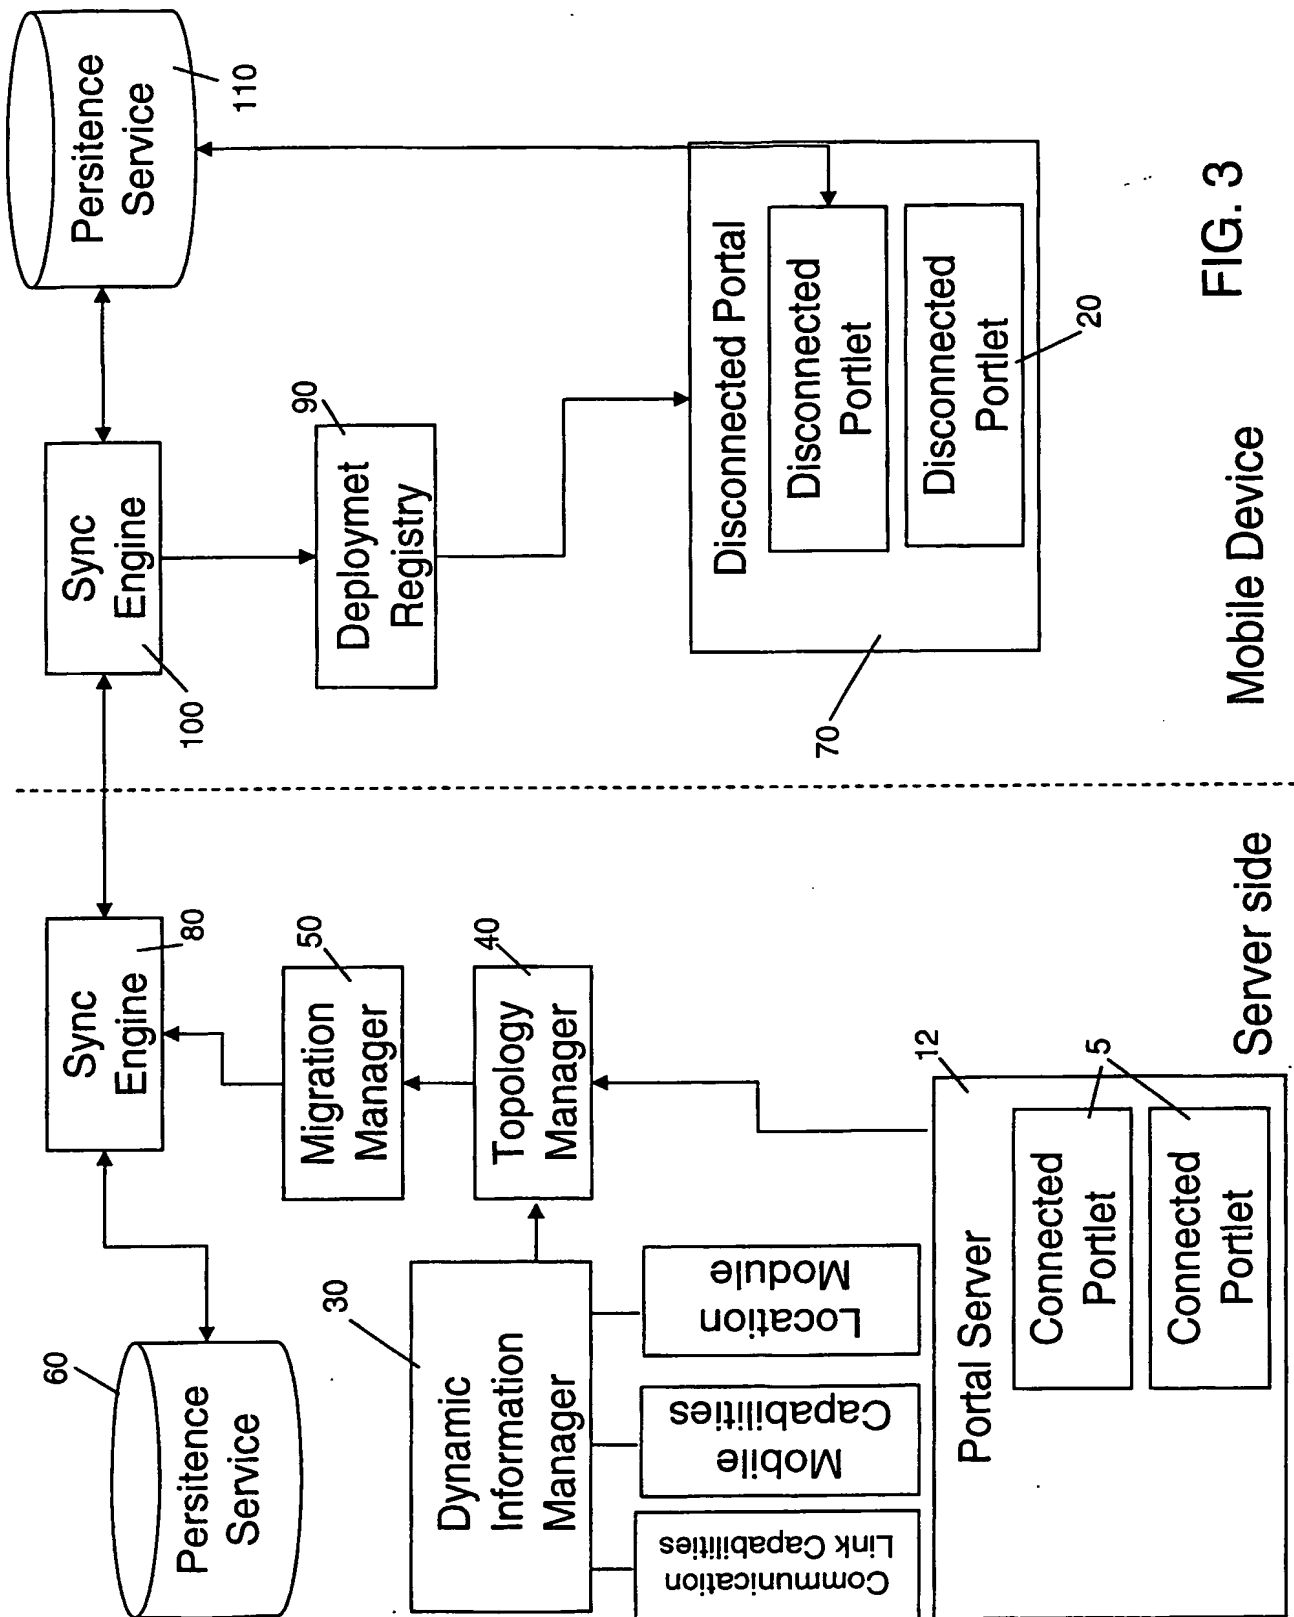 60
Persitence
Service
Sync
Engine
80
Sync
Engine
100
Persitence
Service
110
30
Dynamic
Information
Manager
50
Migration
Manager
40
Topology
Manager
90
Deploymet
Registry
Communication
Link Capabilities
Mobile
Capabilities
Location
Module
12
Portal Server
Connected
Portlet
5
Connected
Portlet
70
Disconnected Portal
Disconnected
Portlet
Disconnected
Portlet
20
Server side
Mobile Device
FIG. 3